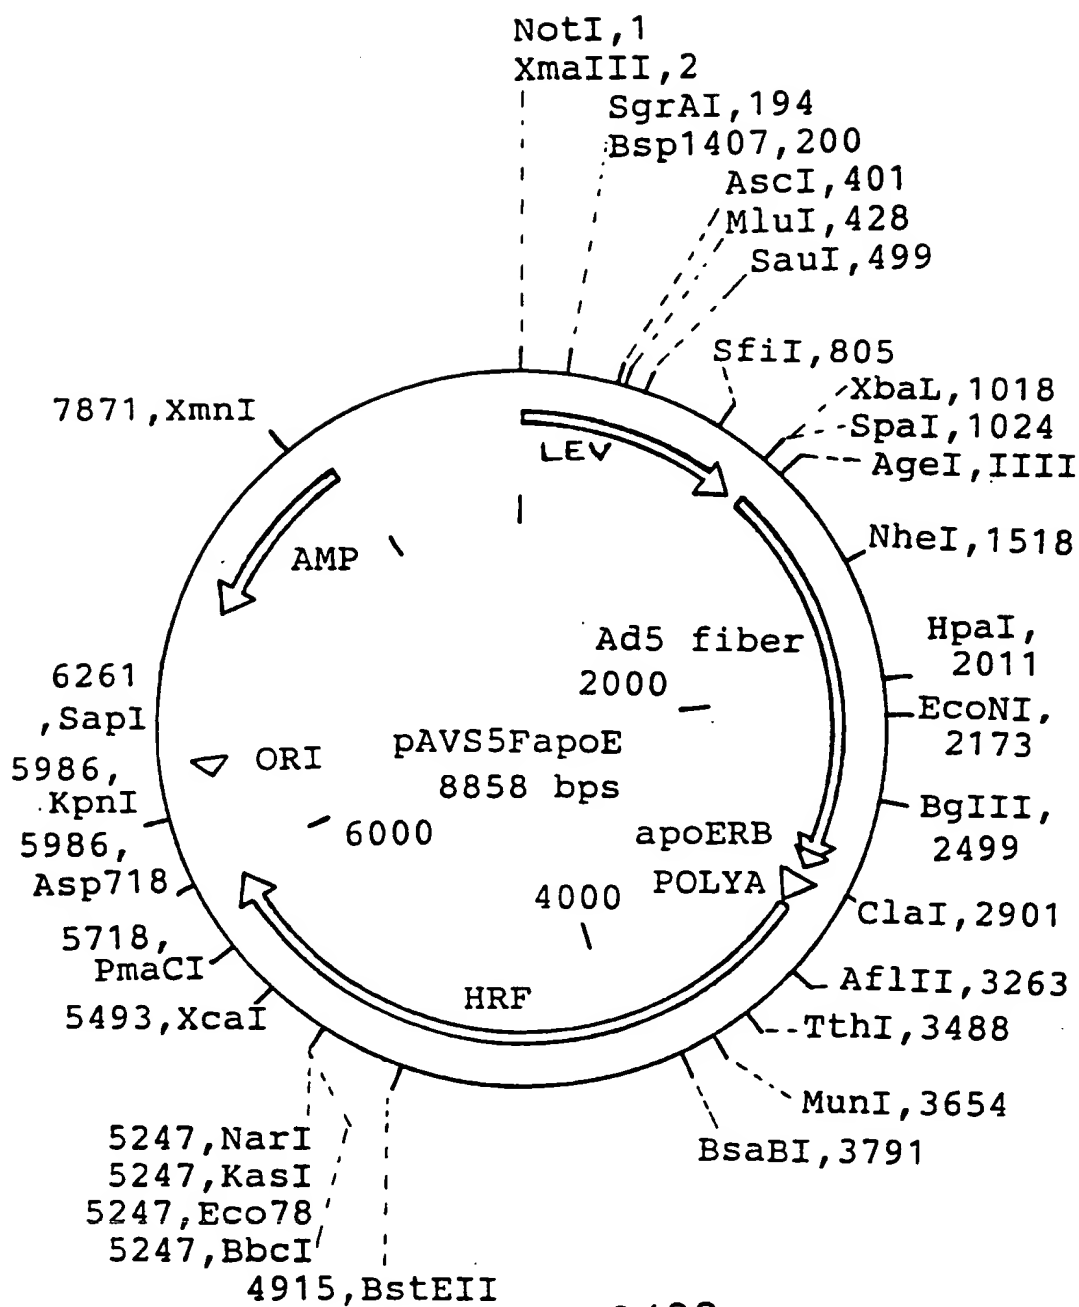 NotI,1
XmaIII,2
SgrAI,194
Bsp1407,200
AscI,401
MluI,428
SauI,499
SfiI,805
XbaL,1018
SpaI,1024
AgeI,IIII
NheI,1518
HpaI,
2011
EcoNI,
2173
BgIII,
2499
ClaI,2901
AflII,3263
TthI,3488
MunI,3654
BsaBI,3791
4915,BstEII
5247,NarI
5247,KasI
5247,Eco78
5247,BbcI
5493,XcaI
5718,
PmaCI
5986,
Asp718
5986,
KpnI
6261
,SapI
7871,XmnI
LEV
AMP
Ad5 fiber
2000
pAVS5FapoE
8858 bps
ORI
6000
apoERB
POLYA
4000
HRF